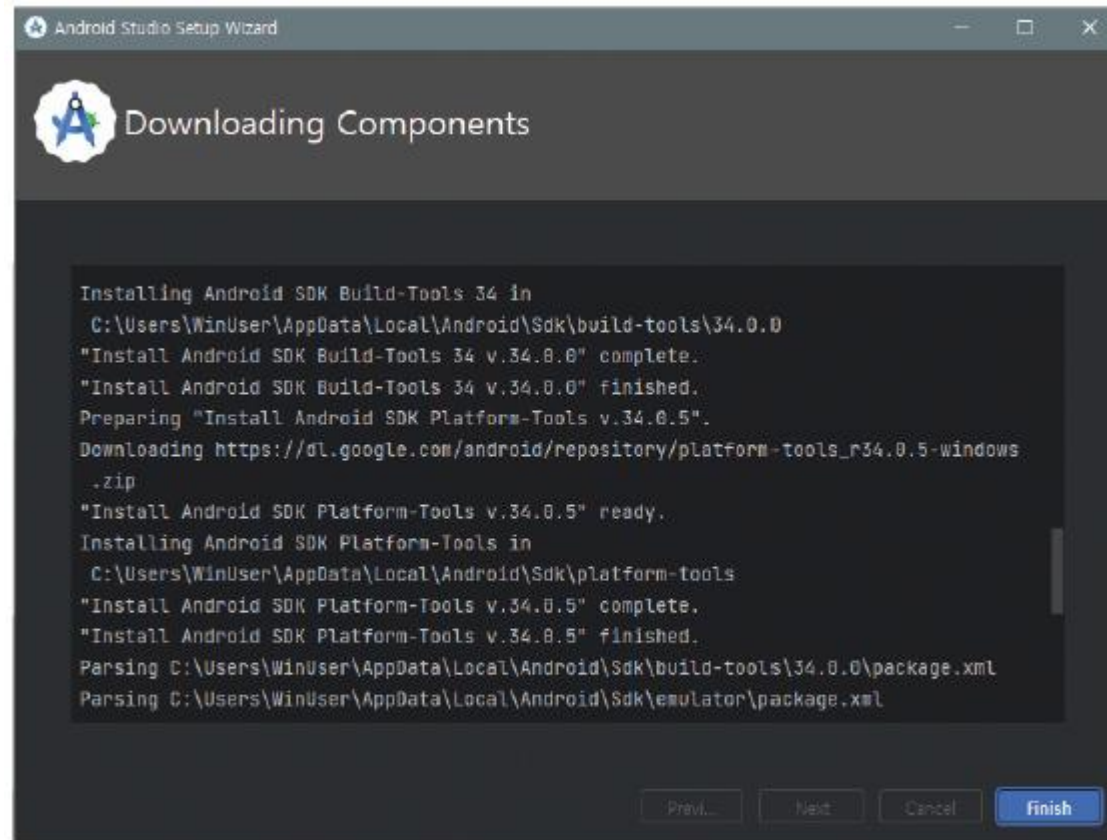 Android Studio Setup Wizard
Downloading Components
Installing Android SDK Build-Tools 34 in
C:\Users\WinUser\AppData\Local\Android\Sdk\build-tools\34.0.0
"Install Android SDK Build-Tools 34 v.34.0.0" complete.
"Install Android SDK Build-Tools 34 v.34.0.0" finished.
Preparing "Install Android SDK Platform-Tools v.34.0.5".
Downloading https://dl.google.com/android/repository/platform-tools_r34.0.5-windows
.zip
"Install Android SDK Platform-Tools v.34.0.5" ready.
Installing Android SDK Platform-Tools in
C:\Users\WinUser\AppData\Local\Android\Sdk\platform-tools
"Install Android SDK Platform-Tools v.34.0.5" complete.
"Install Android SDK Platform-Tools v.34.0.5" finished.
Parsing C:\Users\WinUser\AppData\Local\Android\Sdk\build-tools\34.0.0\package.xml
Parsing C:\Users\WinUser\AppData\Local\Android\Sdk\emulator\package.xml
Previ... Next Cancel Finish